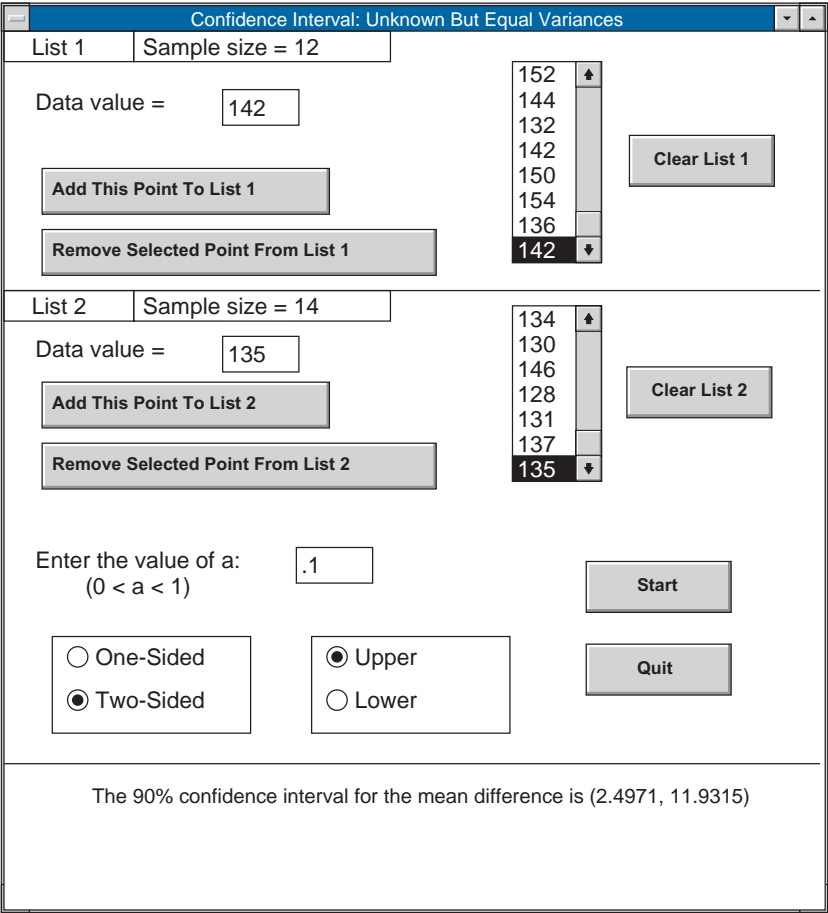 Confidence Interval: Unknown But Equal Variances
List 1 Sample size = 12
Data value = 142
152
144
132
142
150
154
136
142
Clear List 1
Add This Point To List 1
Remove Selected Point From List 1
List 2 Sample size = 14
Data value = 135
134
130
146
128
131
137
135
Clear List 2
Add This Point To List 2
Remove Selected Point From List 2
Enter the value of a: .1
(0 < a < 1)
Start
One-Sided
Two-Sided
Upper
Lower
Quit
The 90% confidence interval for the mean difference is (2.4971, 11.9315)